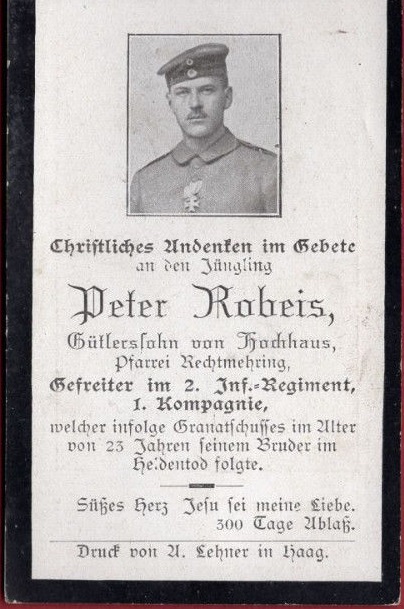 Christliches Andenken im Gebete
an den Jüngling
Peter Robeis,
Gütlerssohn von Hochhaus,
Pfarrei Rechtmehring,
Gefreiter im 2. Inf.-Regiment,
1. Kompagnie,
welcher infolge Granatschusses im Alter
von 23 Jahren seinem Bruder im
Heldentod folgte.
Süßes Herz Jesu sei meine Liebe.
300 Tage Ablaß.
Druck von A. Lehner in Haag.